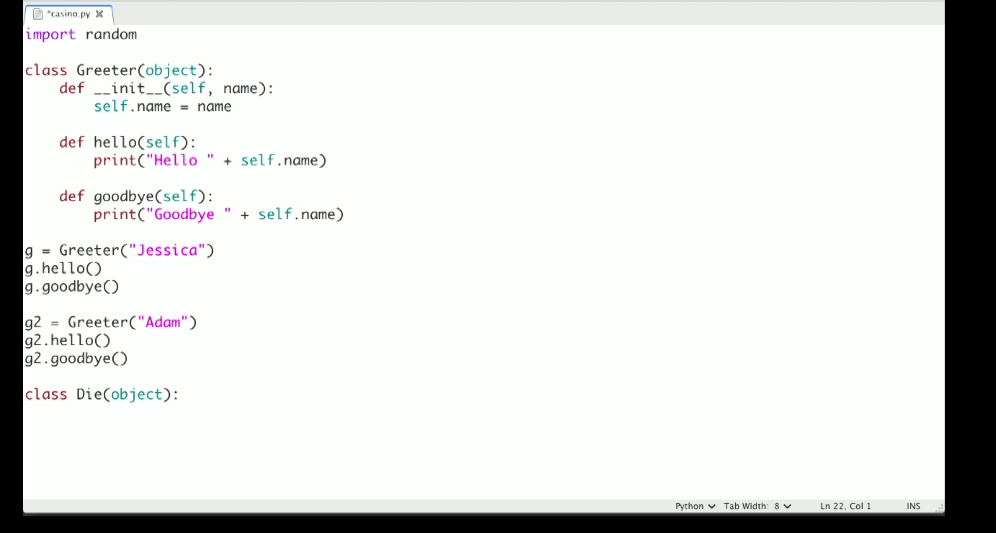 *casino.py ✖
import random
class Greeter(object):
    def __init__(self, name):
        self.name = name
    def hello(self):
        print("Hello " + self.name)
    def goodbye(self):
        print("Goodbye " + self.name)
g = Greeter("Jessica")
g.hello()
g.goodbye()
g2 = Greeter("Adam")
g2.hello()
g2.goodbye()
class Die(object):
Python Tab Width: 8 Ln 22, Col 1 INS